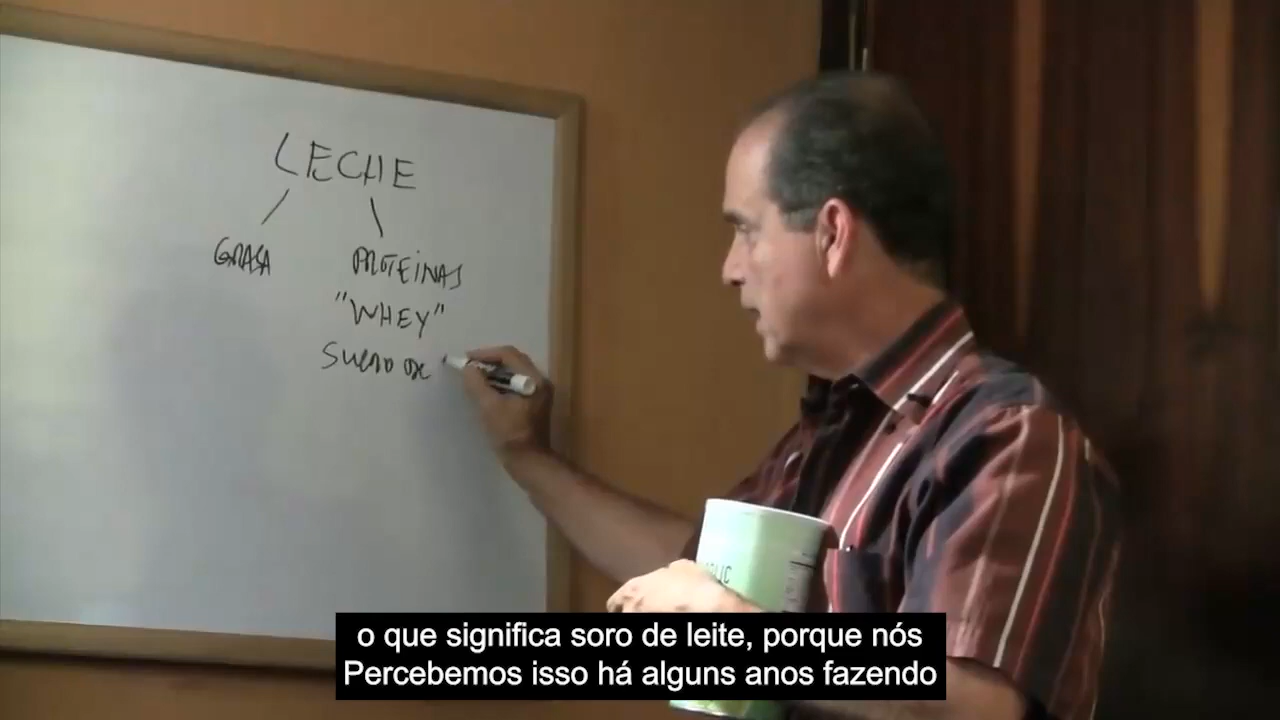 LECHE
GRASA
PROTEINAS
"WHEY"
SUERO DE
o que significa soro de leite, porque nós
Percebemos isso há alguns anos fazendo